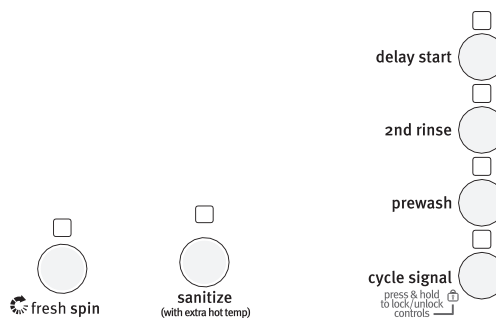 delay start
2nd rinse
prewash
cycle signal
press & hold
to lock/unlock
controls
fresh spin
sanitize
(with extra hot temp)